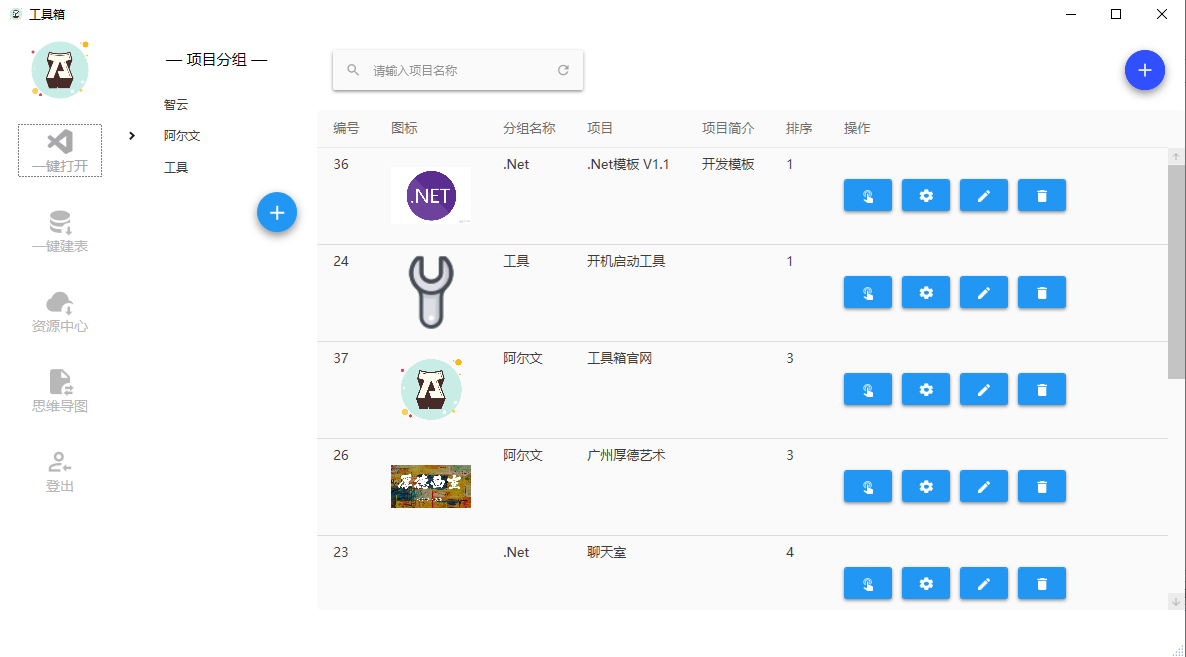 工具箱
— 项目分组 —
智云
阿尔文
工具
一键打开
一键建表
资源中心
思维导图
登出
请输入项目名称
编号 图标 分组名称 项目 项目简介 排序 操作
36 .NET .Net .Net模板 V1.1 开发模板 1
24 工具 开机启动工具 1
37 阿尔文 工具箱官网 3
26 厚德画室 阿尔文 广州厚德艺术 3
23 .Net 聊天室 4